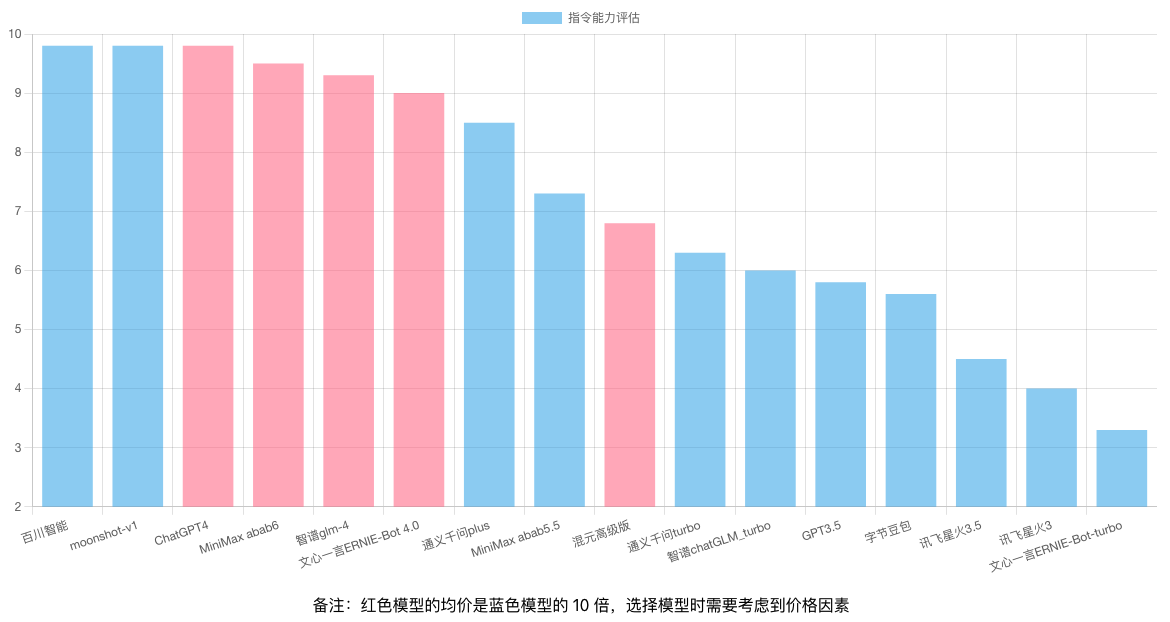 指令能力评估
10
9
8
7
6
5
4
3
2
百川智能
moonshot-v1
ChatGPT4
MiniMax abab6
智谱glm-4
文心一言ERNIE-Bot 4.0
通义千问plus
MiniMax abab5.5
混元高级版
通义千问turbo
智谱chatGLM_turbo
GPT3.5
字节豆包
讯飞星火3.5
讯飞星火3
文心一言ERNIE-Bot-turbo
备注：红色模型的均价是蓝色模型的 10 倍，选择模型时需要考虑到价格因素